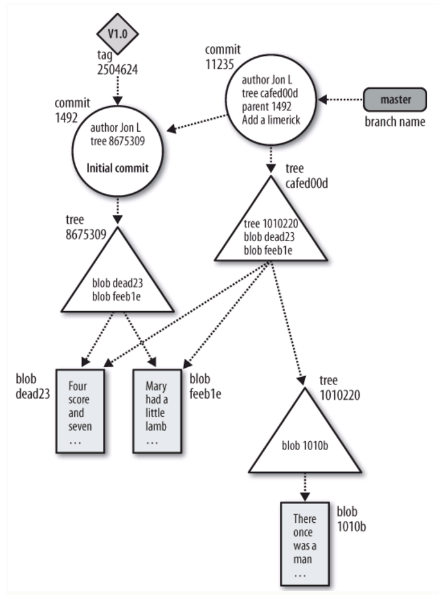 V1.0
tag
2504624
commit
1492
author Jon L
tree 8675309
Initial commit
commit
11235
author Jon L
tree cafed00d
parent 1492
Add a limerick
master
branch name
tree
8675309
blob dead23
blob feeb1e
tree
cafed00d
tree 1010220
blob dead23
blob feeb1e
blob
dead23
Four
score
and
seven
...
Mary
had a
little
lamb
...
blob
feeb1e
tree
1010220
blob 1010b
There
once
was a
man
...
blob
1010b